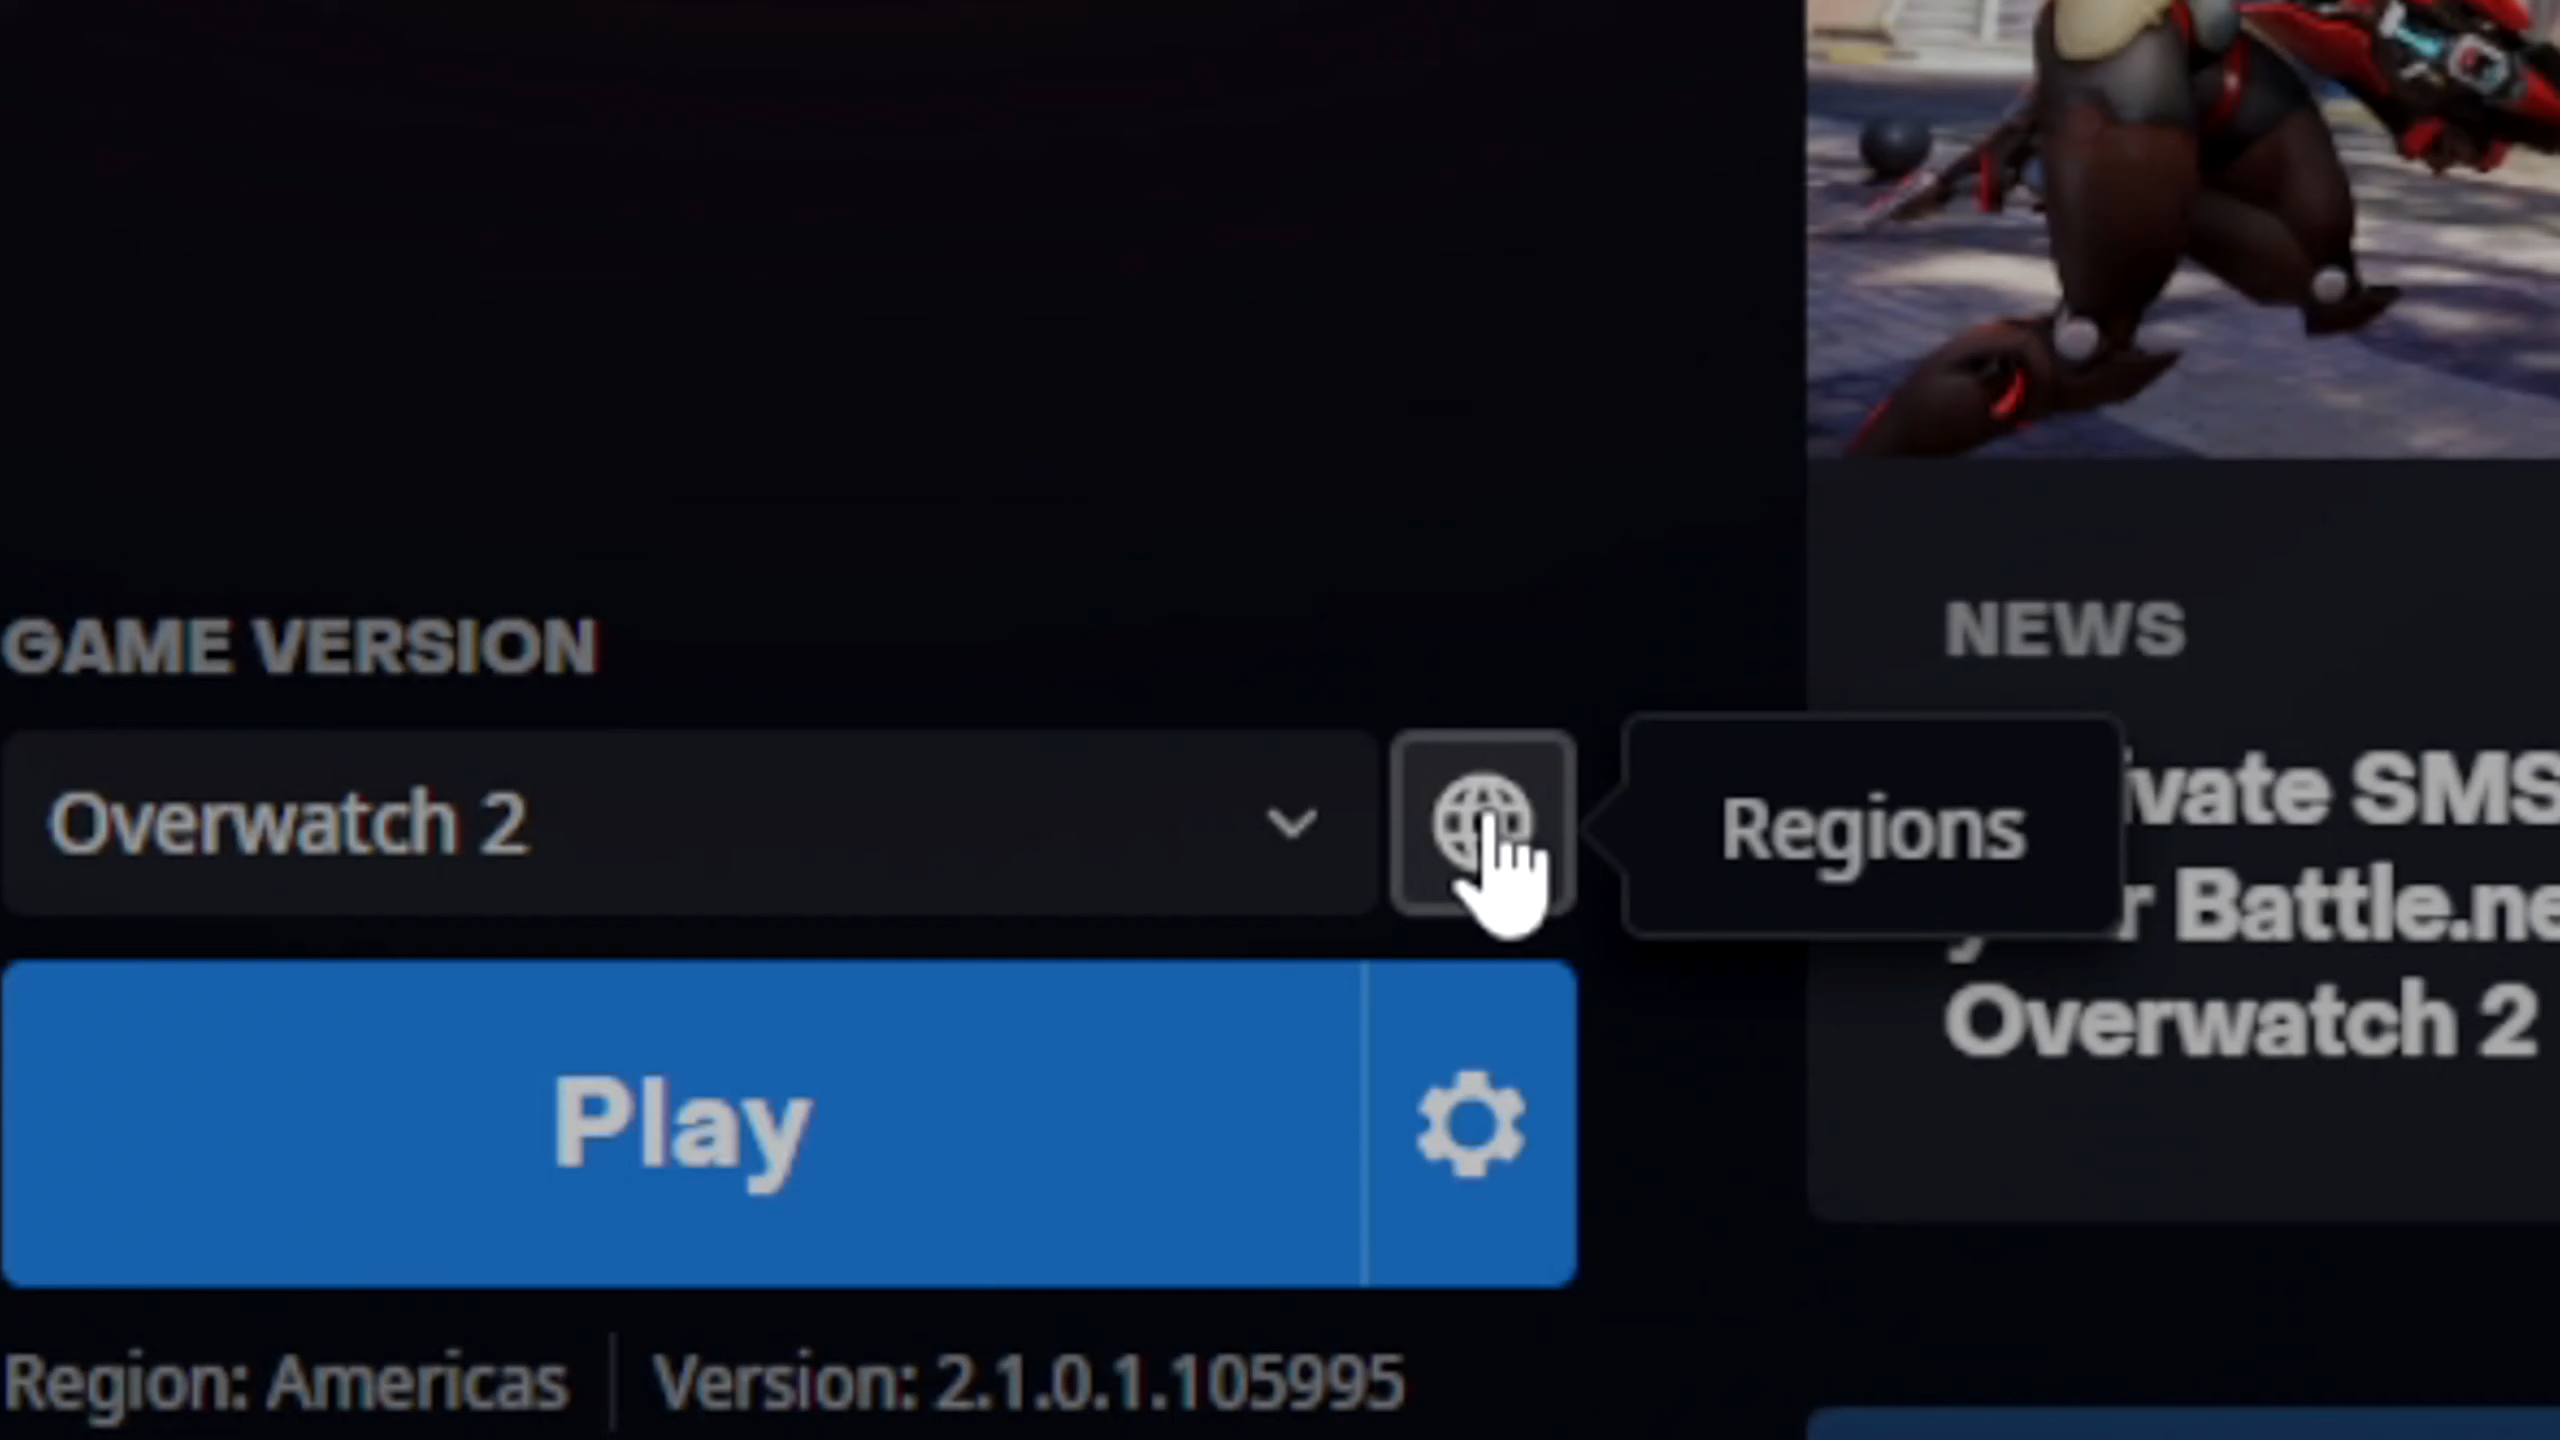 GAME VERSION
Overwatch 2
Regions
Play
Region: Americas
Version: 2.1.0.1.105995
NEWS
SMS
Battle.ne
Overwatch 2